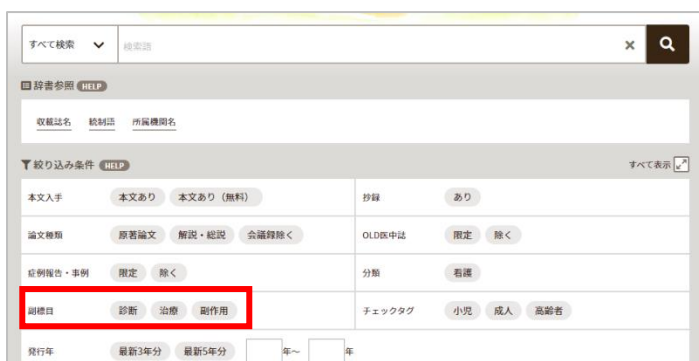 すべて検索 検索語
辞書参照 HELP
収載誌名 統制語 所属機関名
絞り込み条件 HELP すべて表示
本文入手 本文あり 本文あり（無料） 抄録 あり
論文種類 原著論文 解説・総説 会議録除く OLD医中誌 限定 除く
症例報告・事例 限定 除く 分類 看護
副標目 診断 治療 副作用 チェックタグ 小児 成人 高齢者
発行年 最新3年分 最新5年分 年～ 年